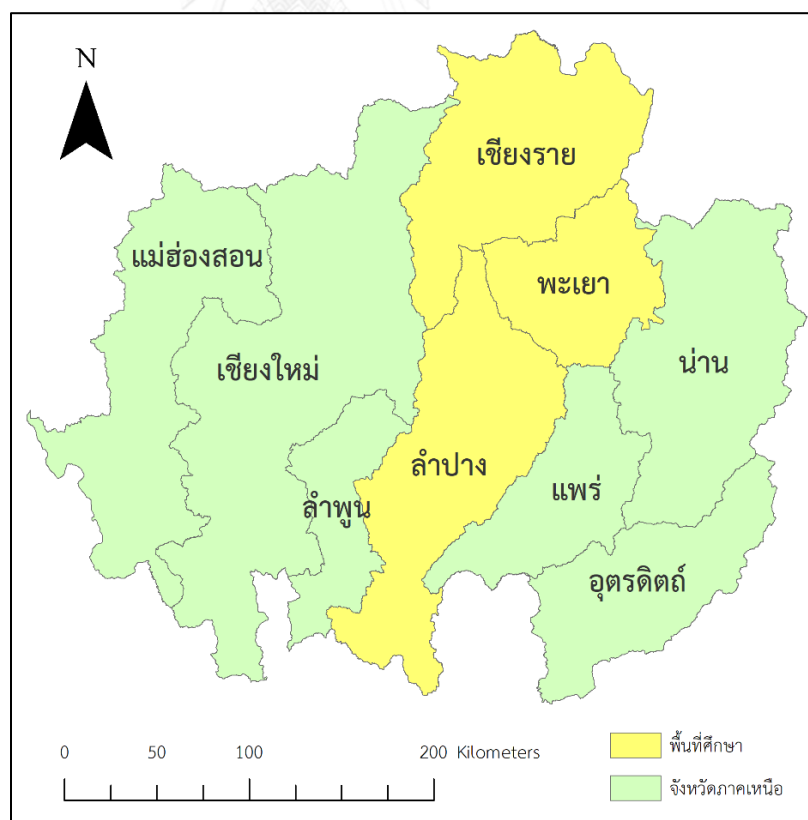 N
เชียงราย
แม่ฮ่องสอน
พะเยา
น่าน
เชียงใหม่
ลำปาง
แพร่
ลำพูน
อุตรดิตถ์
0 50 100 200 Kilometers
พื้นที่ศึกษา
จังหวัดภาคเหนือ